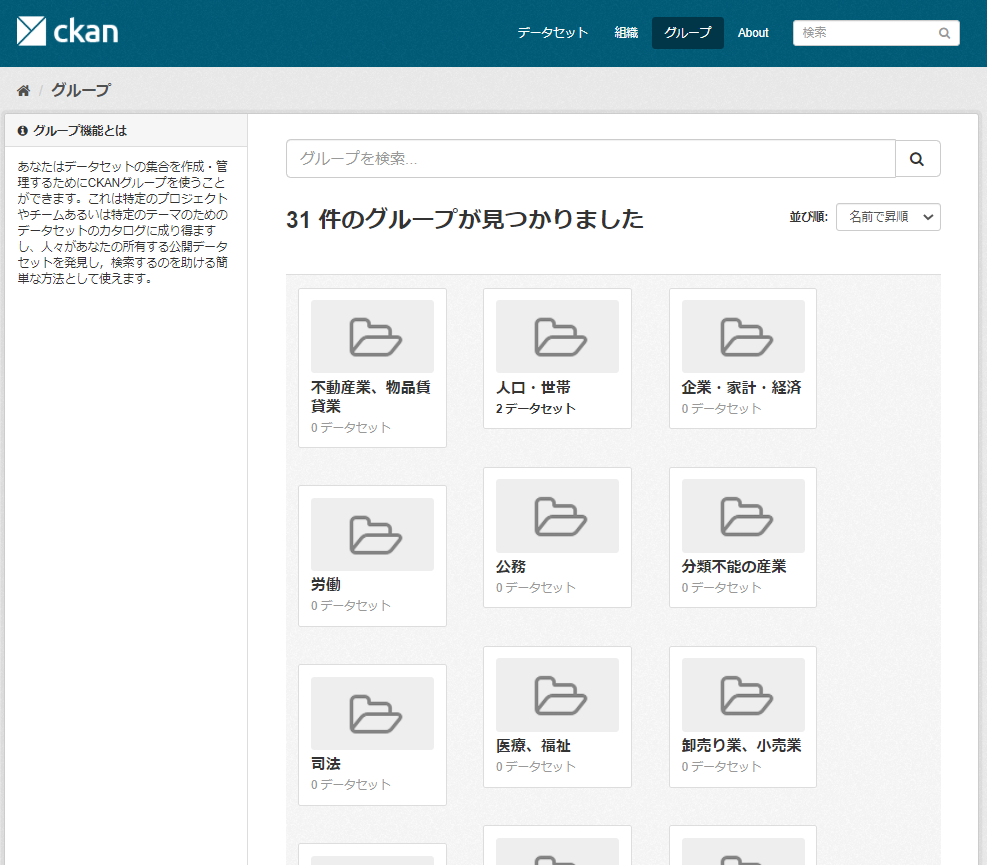 ckan
データセット 組織 グループ About 検索
/ グループ
グループ機能とは
あなたはデータセットの集合を作成・管
理するためにCKANグループを使うこと
ができます。これは特定のプロジェクト
やチームあるいは特定のテーマのための
データセットのカタログに成り得ます
し、人々があなたの所有する公開データ
セットを発見し，検索するのを助ける簡
単な方法として使えます。
グループを検索...
31 件のグループが見つかりました
並び順: 名前で昇順
不動産業、物品賃
貸業
0 データセット
人口・世帯
2 データセット
企業・家計・経済
0 データセット
労働
0 データセット
公務
0 データセット
分類不能の産業
0 データセット
司法
0 データセット
医療、福祉
0 データセット
卸売り業、小売業
0 データセット